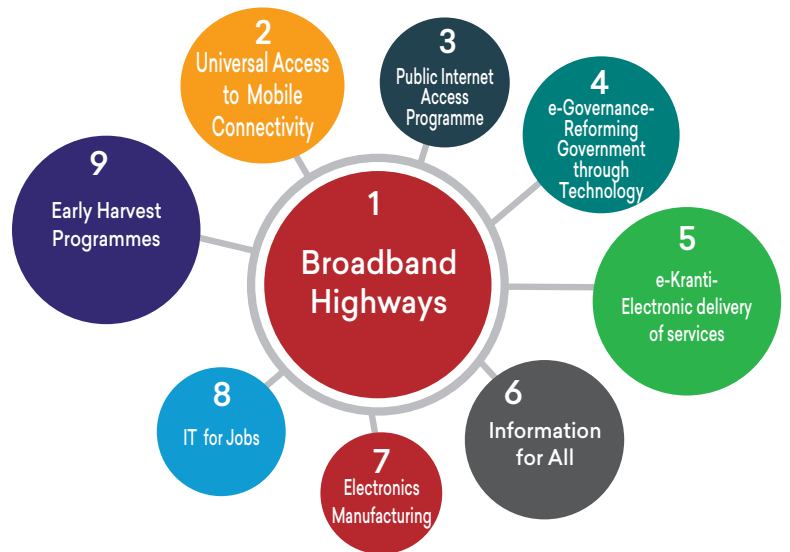 1
Broadband
Highways
2
Universal Access
to Mobile
Connectivity
3
Public Internet
Access
Programme
4
e-Governance-
Reforming
Government
through
Technology
5
e-Kranti-
Electronic delivery
of services
6
Information
for All
7
Electronics
Manufacturing
8
IT for Jobs
9
Early Harvest
Programmes